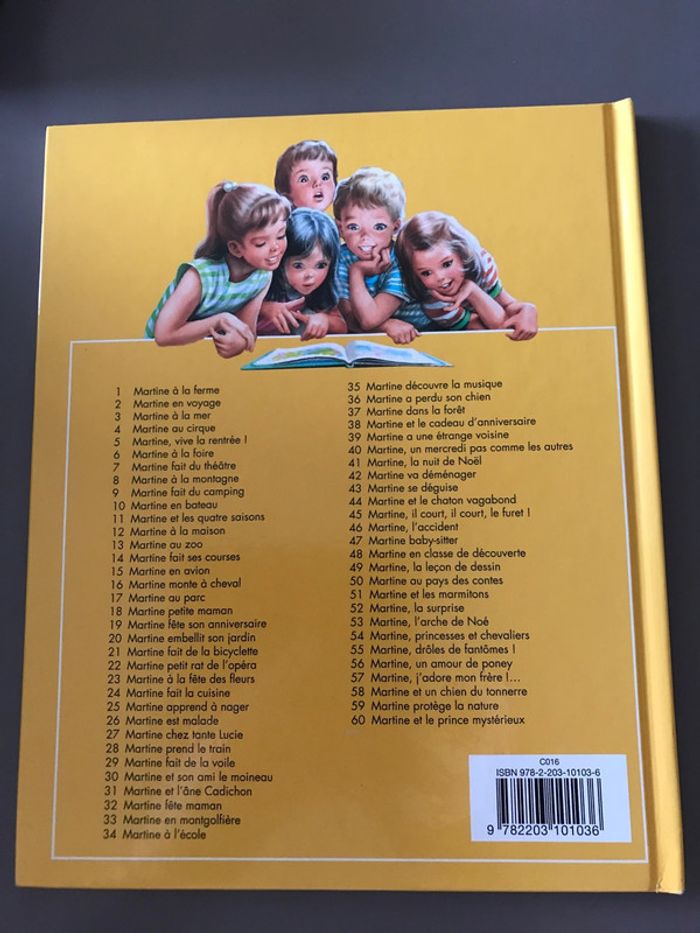 1 Martine à la ferme
2 Martine en voyage
3 Martine à la mer
4 Martine au cirque
5 Martine, vive la rentrée !
6 Martine à la foire
7 Martine fait du théâtre
8 Martine à la montagne
9 Martine fait du camping
10 Martine en bateau
11 Martine et les quatre saisons
12 Martine à la maison
13 Martine au zoo
14 Martine fait ses courses
15 Martine en avion
16 Martine monte à cheval
17 Martine au parc
18 Martine petite maman
19 Martine fête son anniversaire
20 Martine embellit son jardin
21 Martine fait de la bicyclette
22 Martine petit rat de l'opéra
23 Martine à la fête des fleurs
24 Martine fait la cuisine
25 Martine apprend à nager
26 Martine est malade
27 Martine chez tante Lucie
28 Martine prend le train
29 Martine fait de la voile
30 Martine et son ami le moineau
31 Martine et l'âne Cadichon
32 Martine fête maman
33 Martine en montgolfière
34 Martine à l'école
35 Martine découvre la musique
36 Martine a perdu son chien
37 Martine dans la forêt
38 Martine et le cadeau d'anniversaire
39 Martine a une étrange voisine
40 Martine, un mercredi pas comme les autres
41 Martine, la nuit de Noël
42 Martine va déménager
43 Martine se déguise
44 Martine et le chaton vagabond
45 Martine, il court, il court, le furet !
46 Martine, l'accident
47 Martine baby-sitter
48 Martine en classe de découverte
49 Martine, la leçon de dessin
50 Martine au pays des contes
51 Martine et les marmitons
52 Martine, la surprise
53 Martine, l'arche de Noé
54 Martine, princesses et chevaliers
55 Martine, drôles de fantômes !
56 Martine, un amour de poney
57 Martine, j'adore mon frère !...
58 Martine et un chien du tonnerre
59 Martine protège la nature
60 Martine et le prince mystérieux
C016
ISBN 978-2-203-10103-6
9 782203 101036